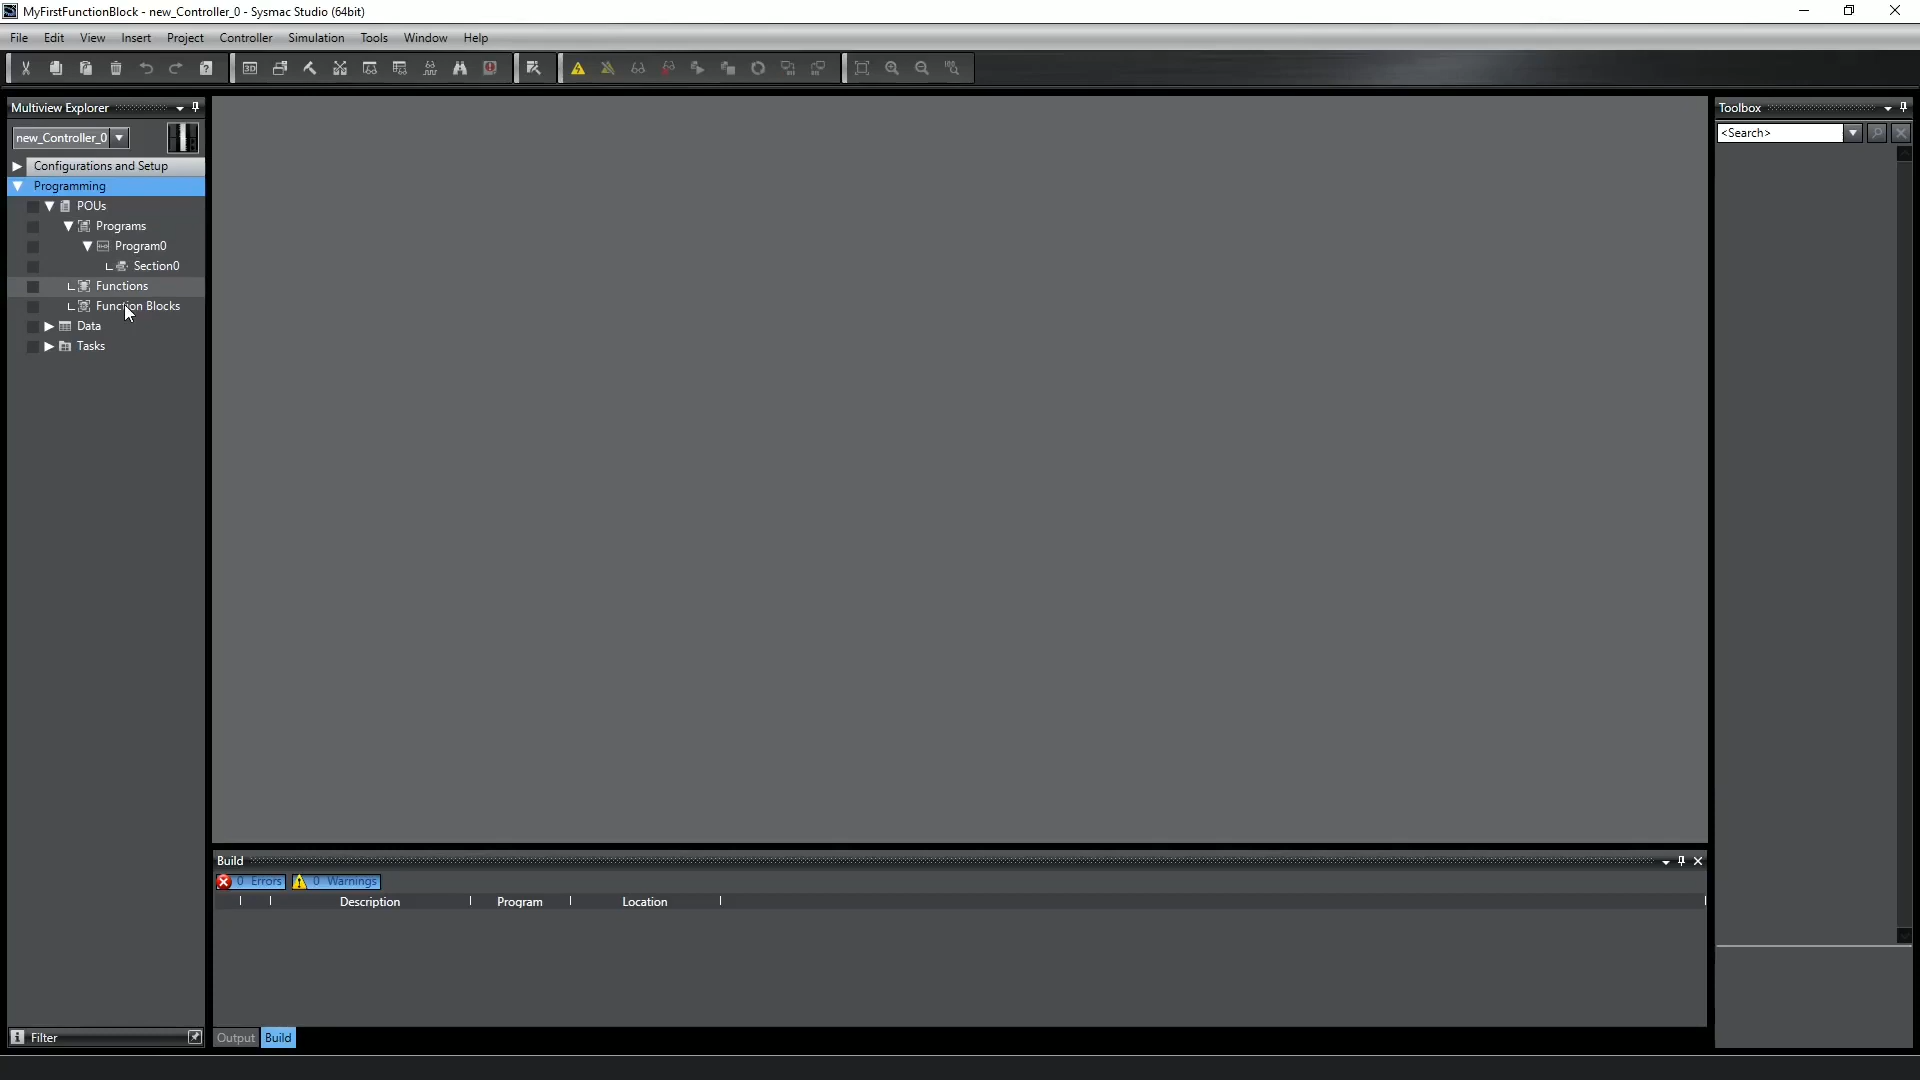 MyFirstFunctionBlock - new_Controller_0 - Sysmac Studio (64bit)
File Edit View Insert Project Controller Simulation Tools Window Help
Multiview Explorer
new_Controller_0
Configurations and Setup
Programming
POUs
Programs
Program0
Section0
Functions
Function Blocks
Data
Tasks
Filter
Build
0 Errors 0 Warnings
Description Program Location
Output Build
Toolbox
<Search>